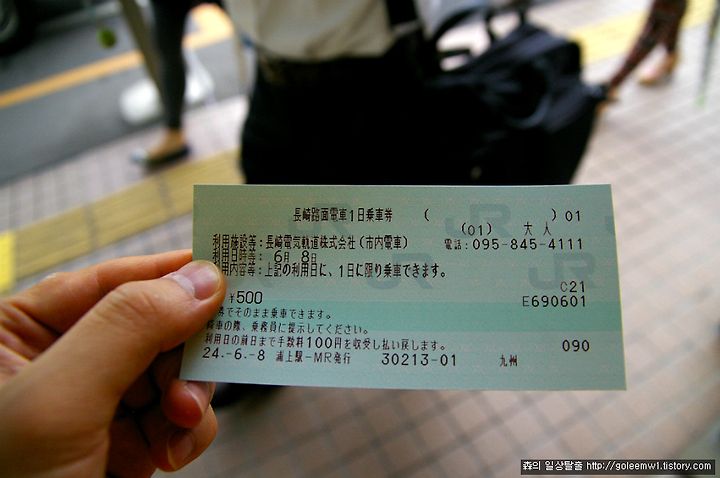 長崎路面電車1日乗車券 ( )01
(01) 大人
利用施設等:長崎電気軌道株式会社(市内電車) 電話:095-845-4111
利用日時等: 6月 8日
利用内容等:上記の利用日に、1日に限り乗車できます。
C21
¥500 E690601
券でそのまま乗車できます。
車の際、乗務員に提示してください。
利用日の前日まで手数料100円を収受し払い戻します。 090
24.-6.-8 浦上駅-MR発行 30213-01 九州
JR JR
JR JR
森의 일상탈출 http://goleemw1.tistory.com